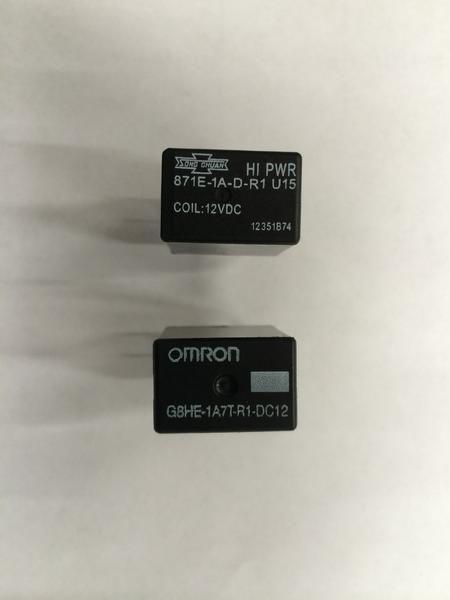 SONG CHUAN
HI PWR
871E-1A-D-R1 U15
COIL:12VDC
12351B74
OMRON
G8HE-1A7T-R1-DC12